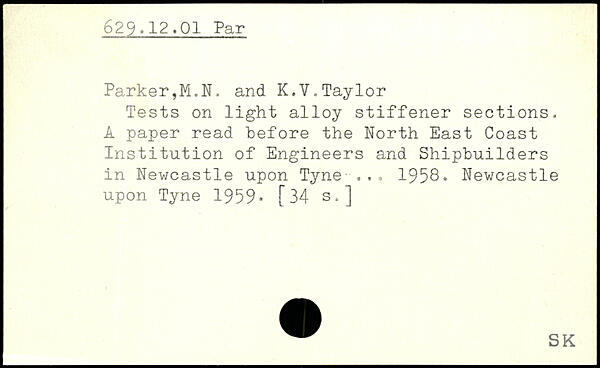 629.12.01 Par
Parker,M.N. and K.V.Taylor
Tests on light alloy stiffener sections.
A paper read before the North East Coast
Institution of Engineers and Shipbuilders
in Newcastle upon Tyne ... 1958. Newcastle
upon Tyne 1959. [34 s.]
SK